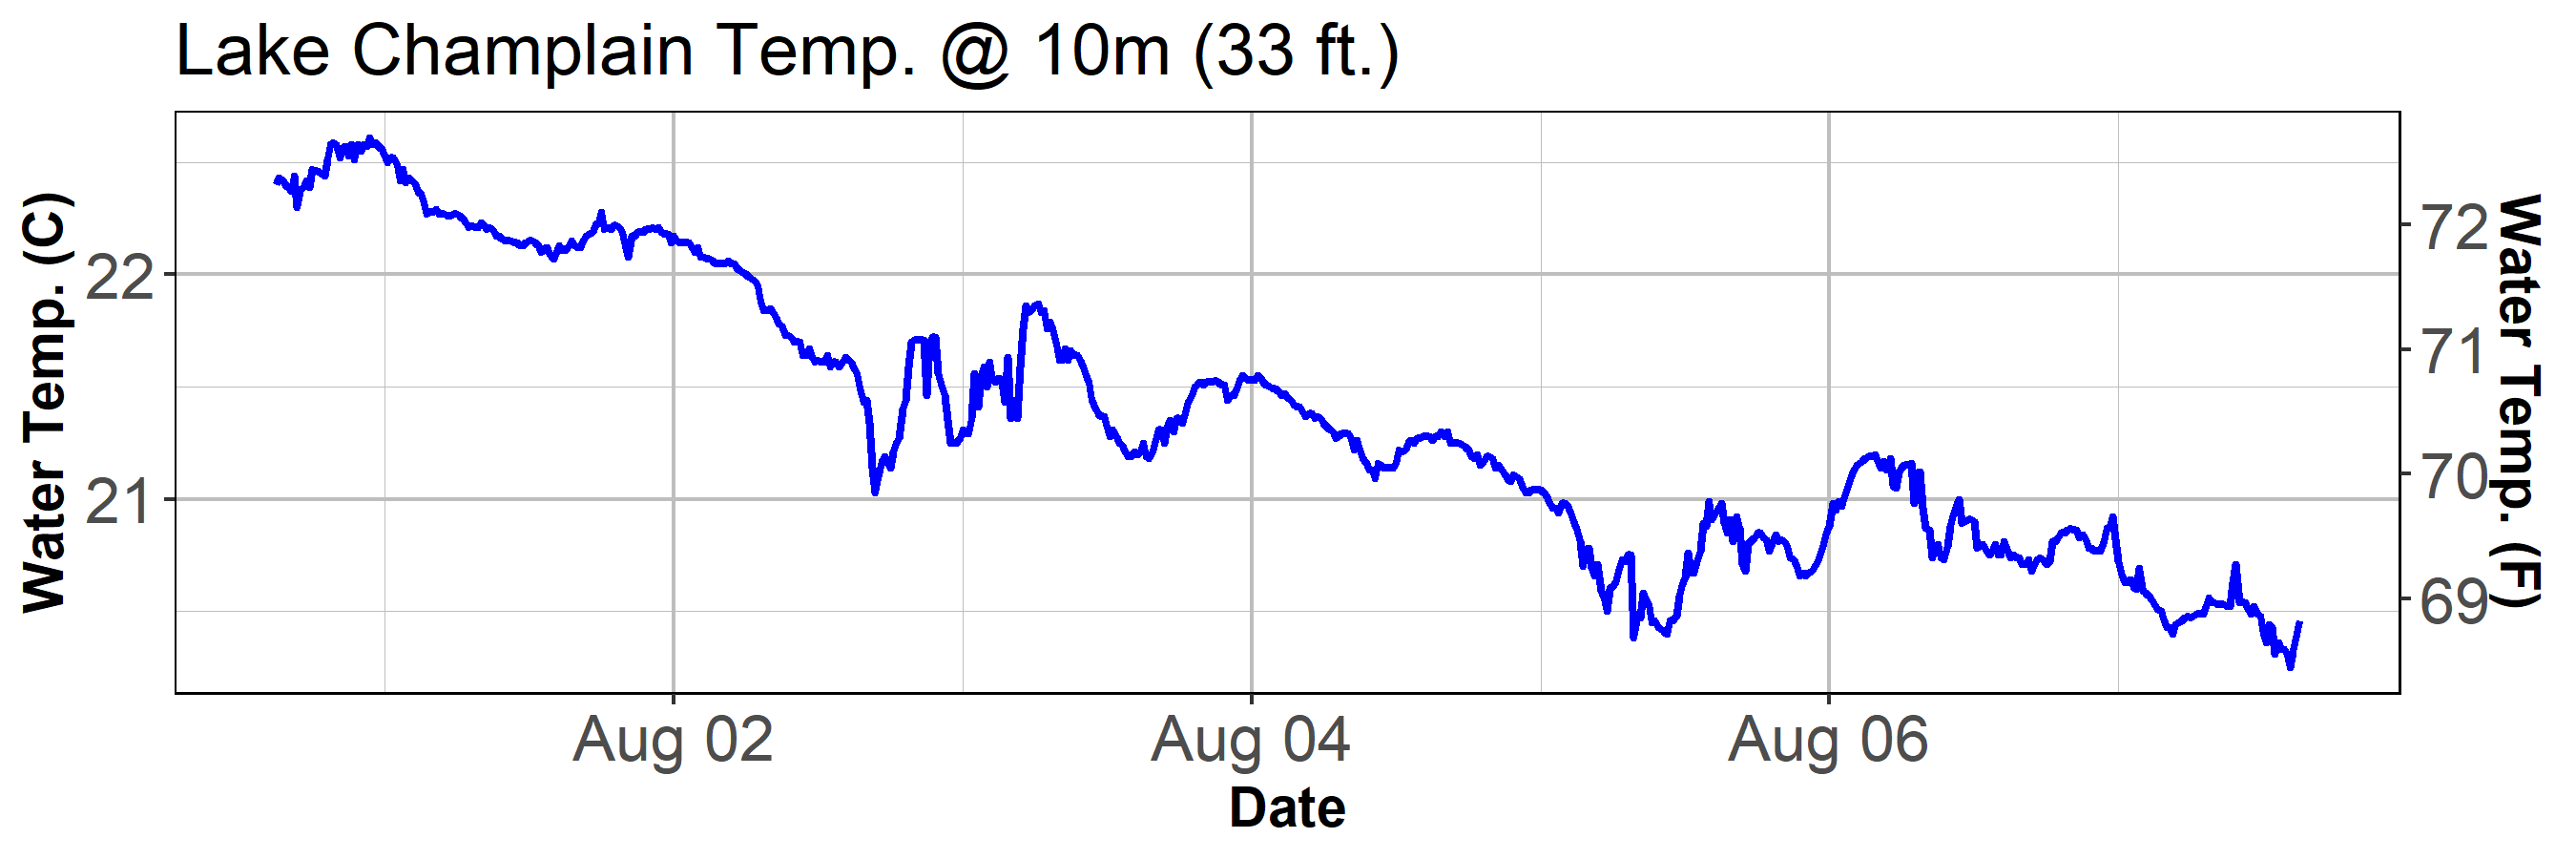 Lake Champlain Temp. @ 10m (33 ft.)
Water Temp. (C)
22
21
72
71
70
69
Water Temp. (F)
Aug 02
Aug 04
Aug 06
Date